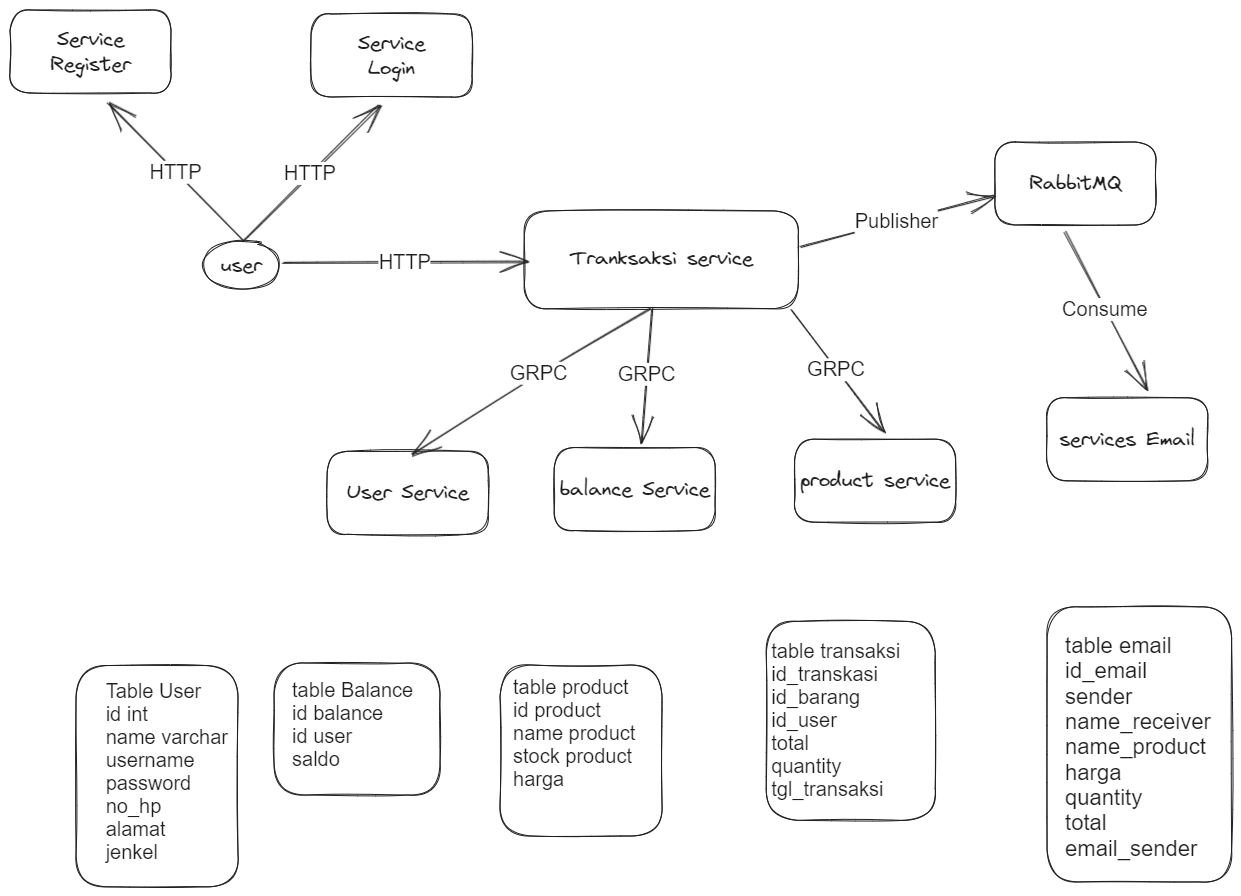 Service
Register
Service
Login
HTTP
HTTP
RabbitMQ
Publisher
user
HTTP
Tranksaksi service
Consume
GRPC
GRPC
GRPC
services Email
User Service
balance Service
product service
Table User
id int
name varchar
username
password
no_hp
alamat
jenkel
table Balance
id balance
id user
saldo
table product
id product
name product
stock product
harga
table transaksi
id_transkasi
id_barang
id_user
total
quantity
tgl_transaksi
table email
id_email
sender
name_receiver
name_product
harga
quantity
total
email_sender